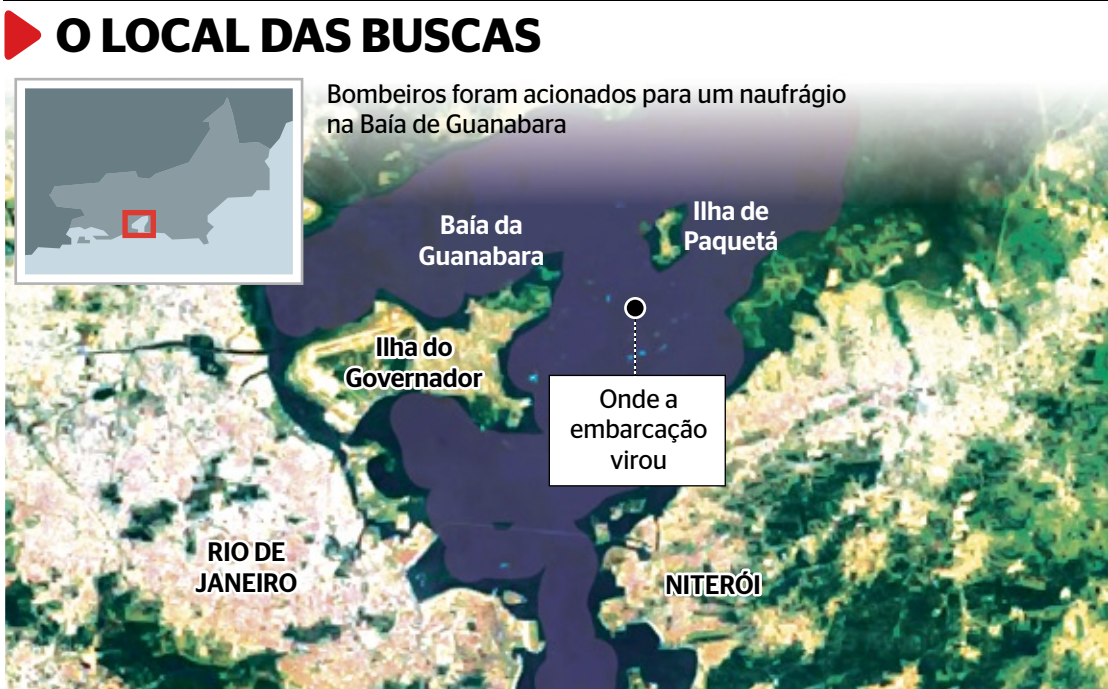 O LOCAL DAS BUSCAS
Bombeiros foram acionados para um naufrágio
na Baía de Guanabara
Baía da
Guanabara
Ilha de
Paquetá
Ilha do
Governador
Onde a
embarcação
virou
RIO DE
JANEIRO
NITERÓI